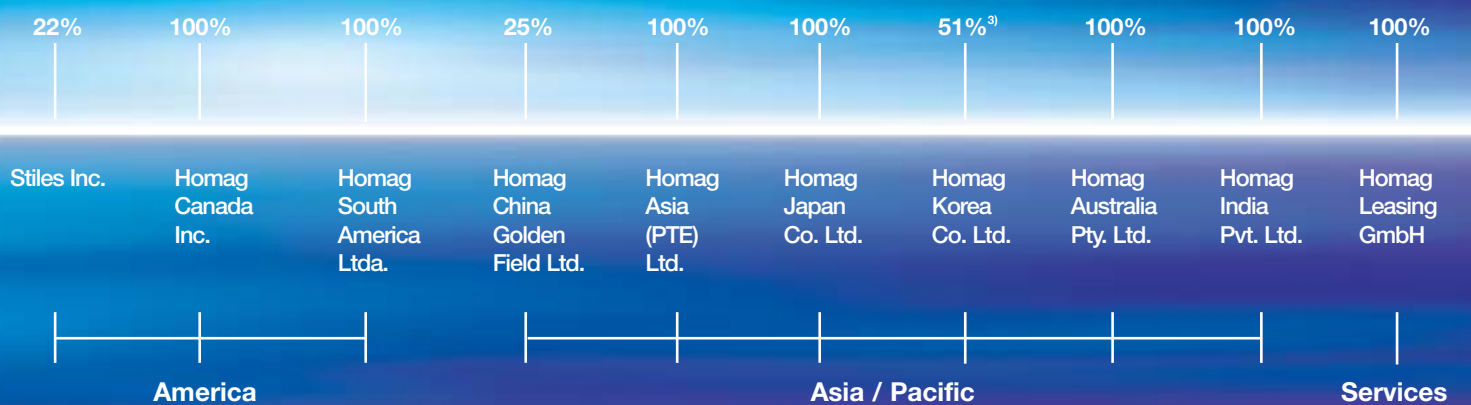 22% 100% 100% 25% 100% 100% 51%³⁾ 100% 100% 100%
Stiles Inc.
Homag
Canada
Inc.
Homag
South
America
Ltda.
Homag
China
Golden
Field Ltd.
Homag
Asia
(PTE)
Ltd.
Homag
Japan
Co. Ltd.
Homag
Korea
Co. Ltd.
Homag
Australia
Pty. Ltd.
Homag
India
Pvt. Ltd.
Homag
Leasing
GmbH
America Asia / Pacific Services